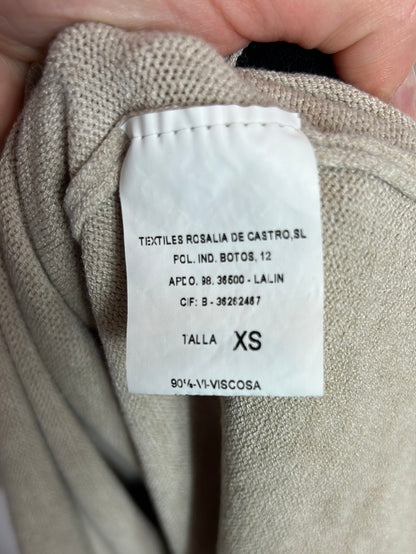 TEXTILES ROSALIA DE CASTRO,SL
POL. IND. BOTOS, 12
APDO. 98. 36500 - LALIN
CIF: B - 36262467
TALLA XS
90%-VI-VISCOSA